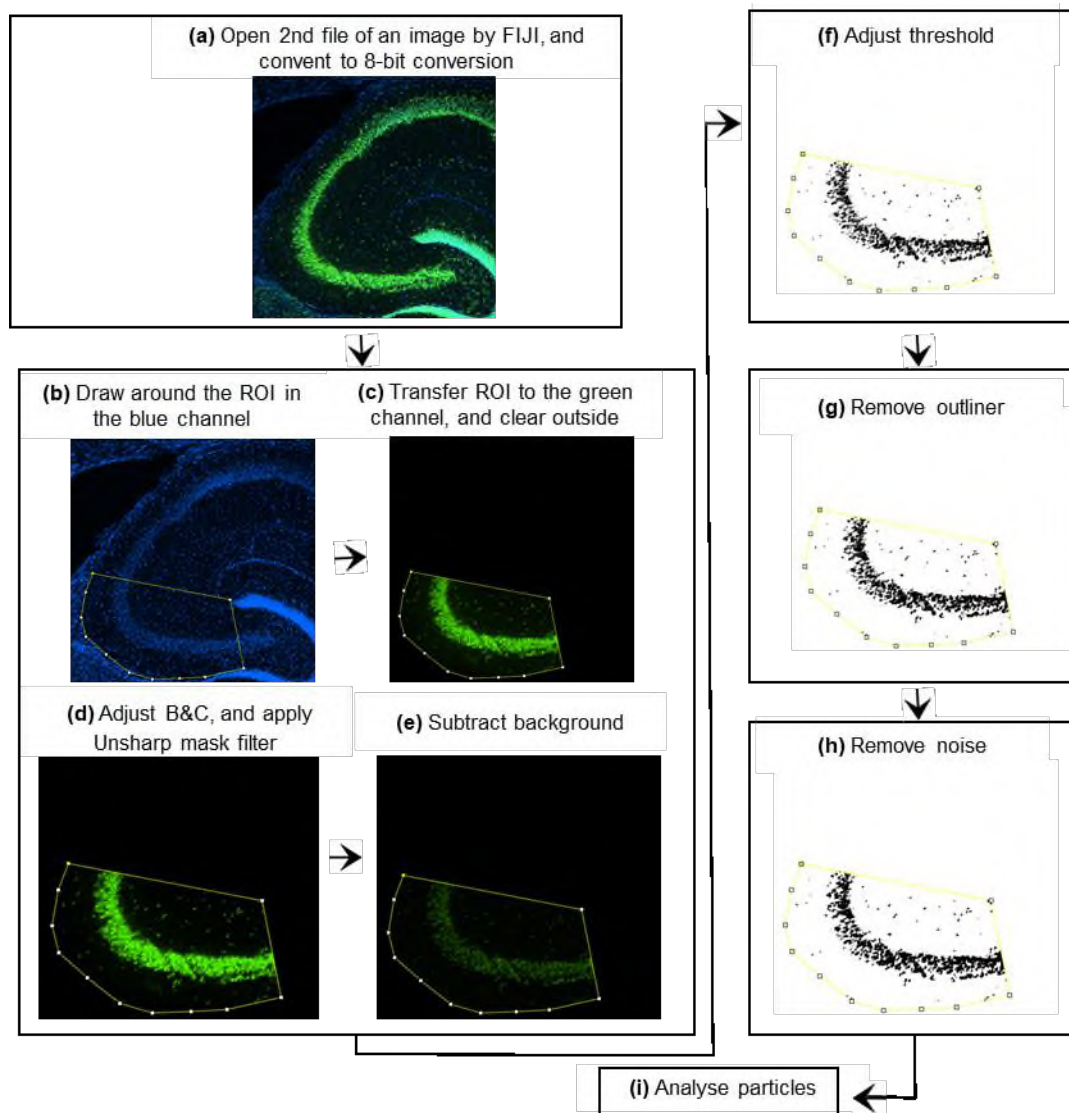 (a) Open 2nd file of an image by FIJI, and
convent to 8-bit conversion
(b) Draw around the ROI in
the blue channel
(c) Transfer ROI to the green
channel, and clear outside
(d) Adjust B&C, and apply
Unsharp mask filter
(e) Subtract background
(f) Adjust threshold
(g) Remove outliner
(h) Remove noise
(i) Analyse particles